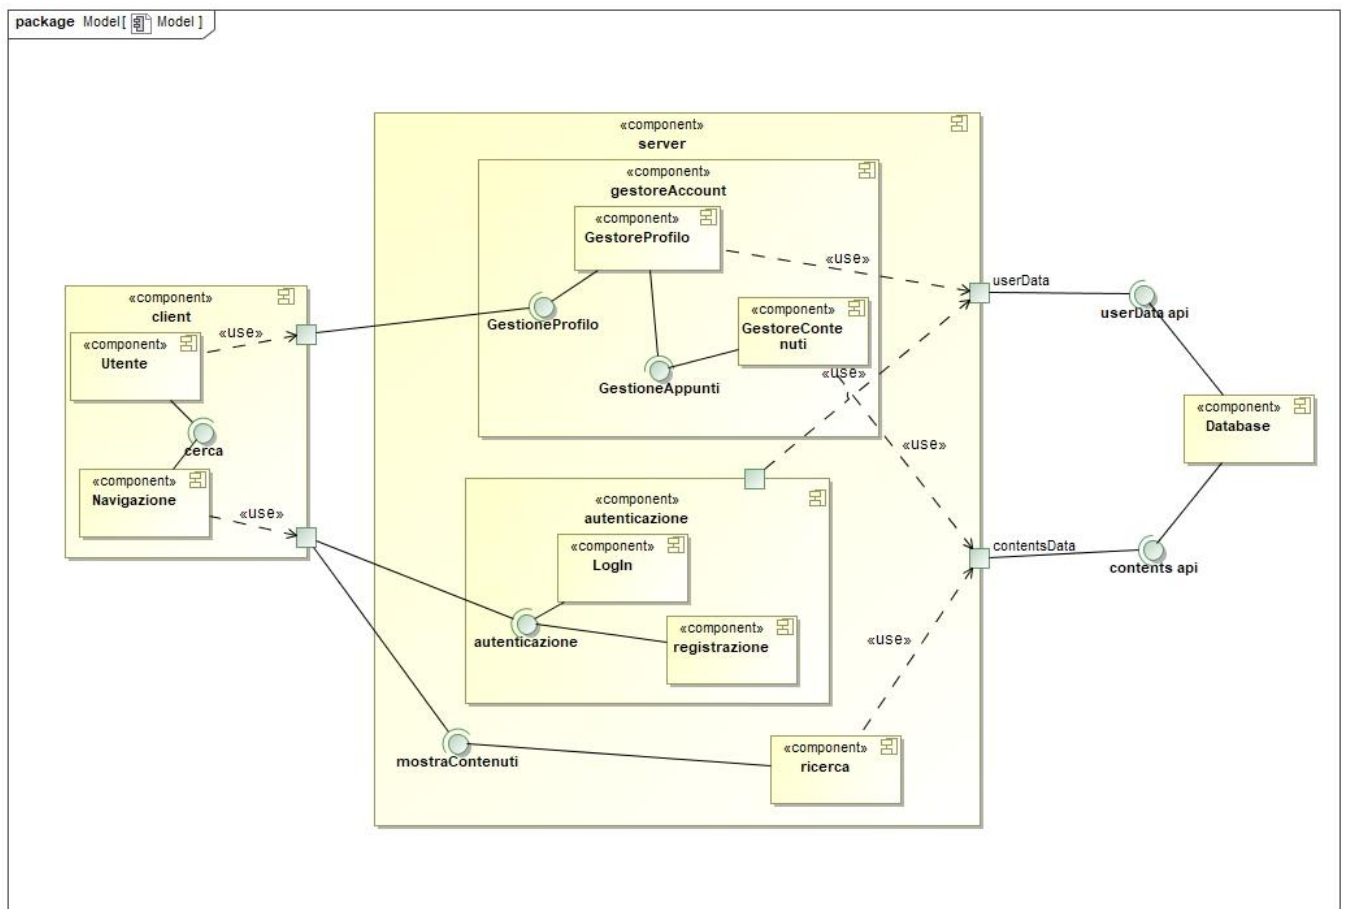 package Model[ Model ]
«component»
server
«component»
gestoreAccount
«component»
GestoreProfilo
«use»
userData
userData api
GestioneProfilo
«component»
GestoreConte
nuti
«use»
GestioneAppunti
«component»
client
«use»
«component»
Utente
cerca
«component»
Navigazione
«use»
«use»
«component»
Database
«component»
autenticazione
«component»
LogIn
autenticazione
«component»
registrazione
contentsData
contents api
«use»
mostraContenuti
«component»
ricerca